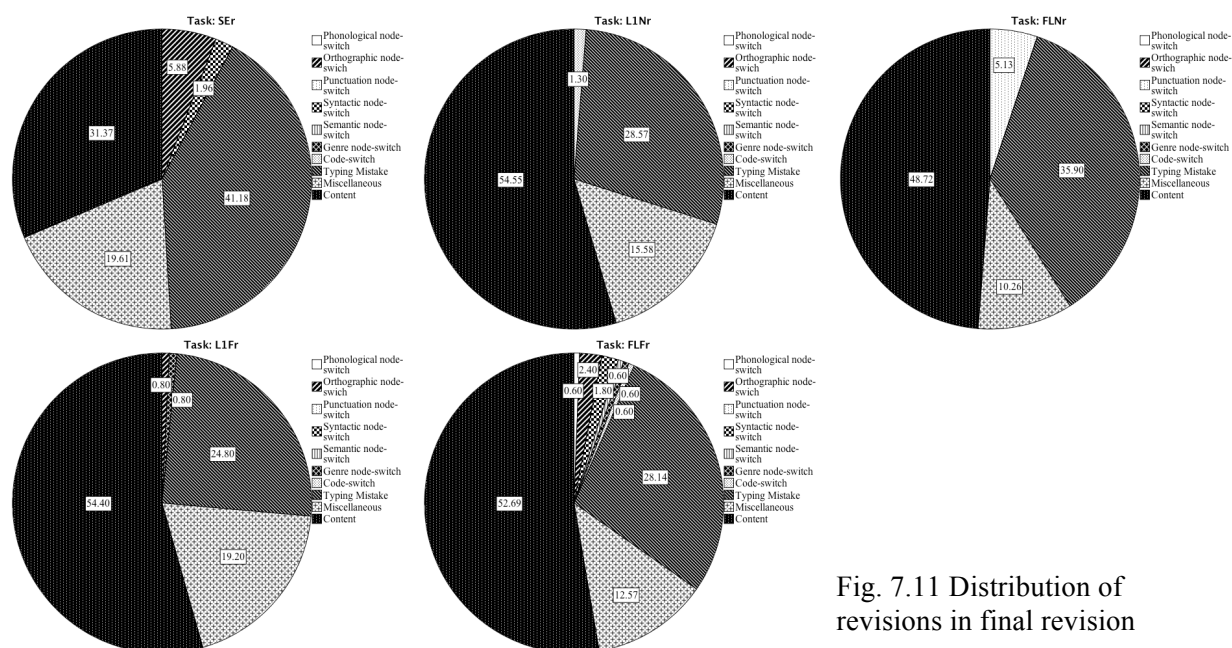 Task: SEr
5.88
1.96
31.37
41.18
19.61
Phonological node-
switch
Orthographic node-
swich
Punctuation node-
switch
Syntactic node-
switch
Semantic node-
switch
Genre node-switch
Code-switch
Typing Mistake
Miscellaneous
Content
Task: L1Nr
1.30
28.57
54.55
15.58
Phonological node-
switch
Orthographic node-
swich
Punctuation node-
switch
Syntactic node-
switch
Semantic node-
switch
Genre node-switch
Code-switch
Typing Mistake
Miscellaneous
Content
Task: FLNr
5.13
35.90
48.72
10.26
Phonological node-
switch
Orthographic node-
swich
Punctuation node-
switch
Syntactic node-
switch
Semantic node-
switch
Genre node-switch
Code-switch
Typing Mistake
Miscellaneous
Content
Task: L1Fr
0.80
0.80
24.80
54.40
19.20
Phonological node-
switch
Orthographic node-
swich
Punctuation node-
switch
Syntactic node-
switch
Semantic node-
switch
Genre node-switch
Code-switch
Typing Mistake
Miscellaneous
Content
Task: FLFr
2.40
0.60
0.60
1.80
0.60
0.60
0.60
28.14
52.69
12.57
Phonological node-
switch
Orthographic node-
swich
Punctuation node-
switch
Syntactic node-
switch
Semantic node-
switch
Genre node-switch
Code-switch
Typing Mistake
Miscellaneous
Content
Fig. 7.11 Distribution of
revisions in final revision